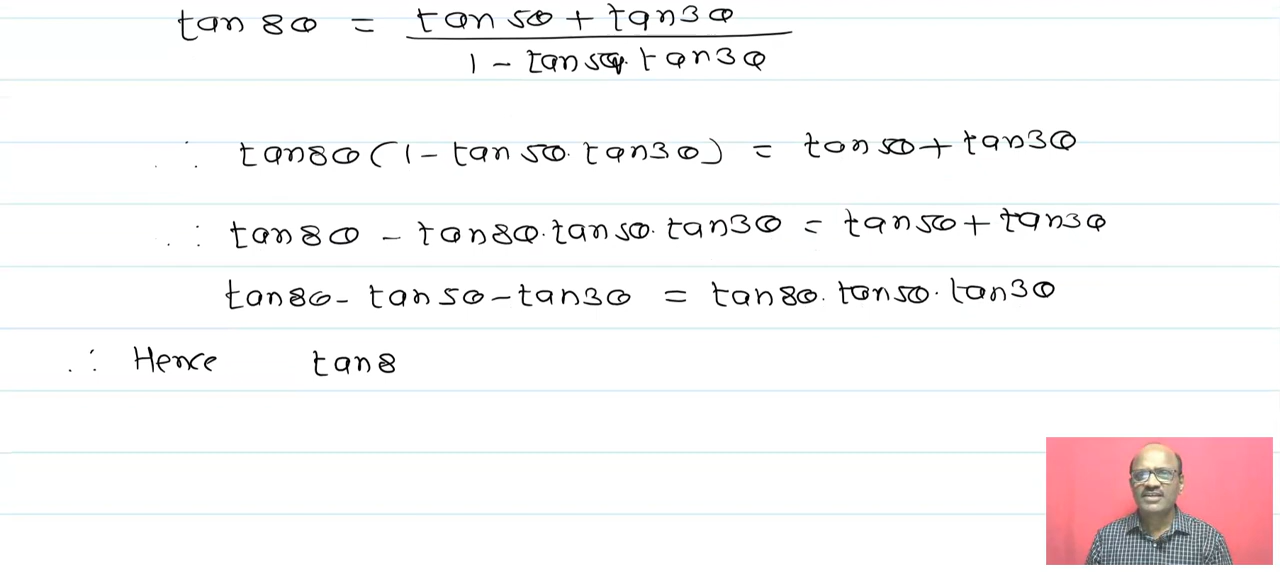 tan 8θ = tan 5θ + tan 3θ / 1 - tan 5θ. tan 3θ
∴ tan 8θ (1 - tan 5θ. tan 3θ) = tan 5θ + tan 3θ
∴ tan 8θ - tan 8θ. tan 5θ. tan 3θ = tan 5θ + tan 3θ
tan 8θ - tan 5θ - tan 3θ = tan 8θ. tan 5θ. tan 3θ
∴ Hence tan 8